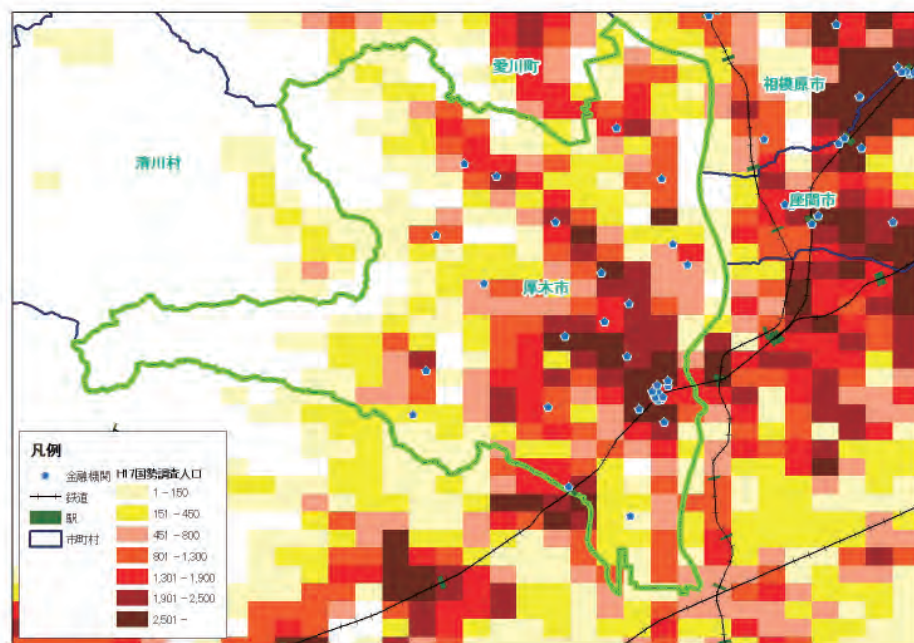 愛川町
相模原市
清川村
座間市
厚木市
凡例
金融機関
鉄道
駅
市町村
H17国勢調査人口
1 - 150
151 - 450
451 - 800
801 - 1,300
1,301 - 1,900
1,901 - 2,500
2,501 -